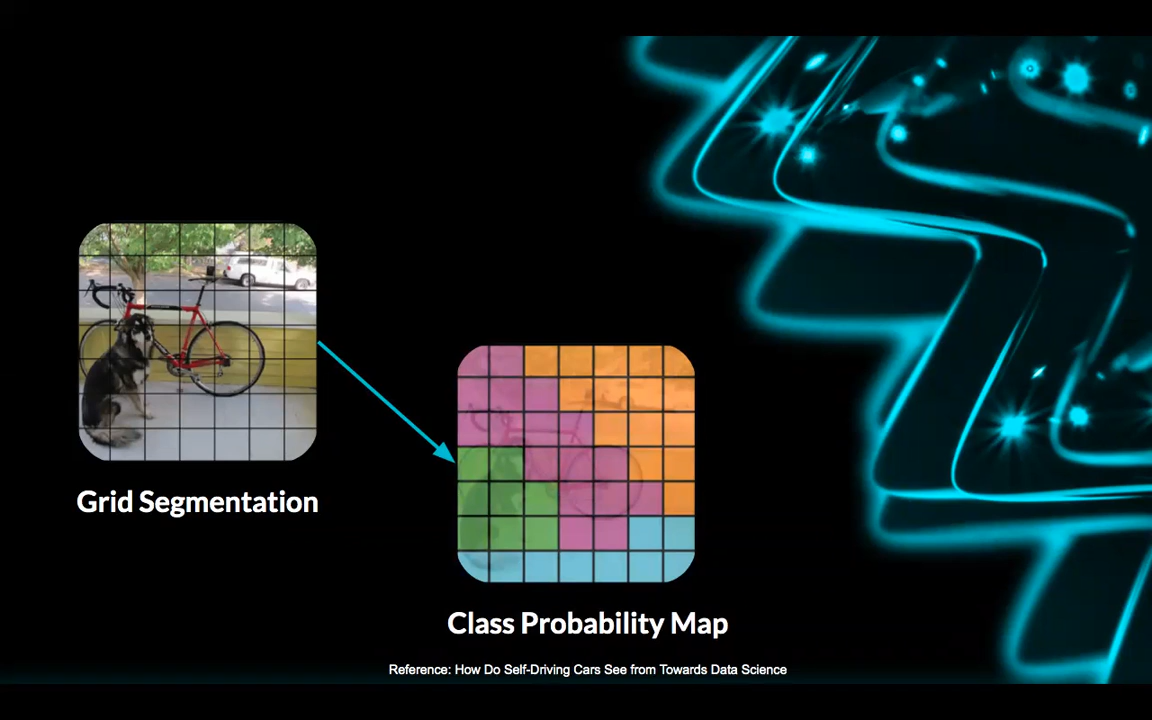 Grid Segmentation
Class Probability Map
Reference: How Do Self-Driving Cars See from Towards Data Science